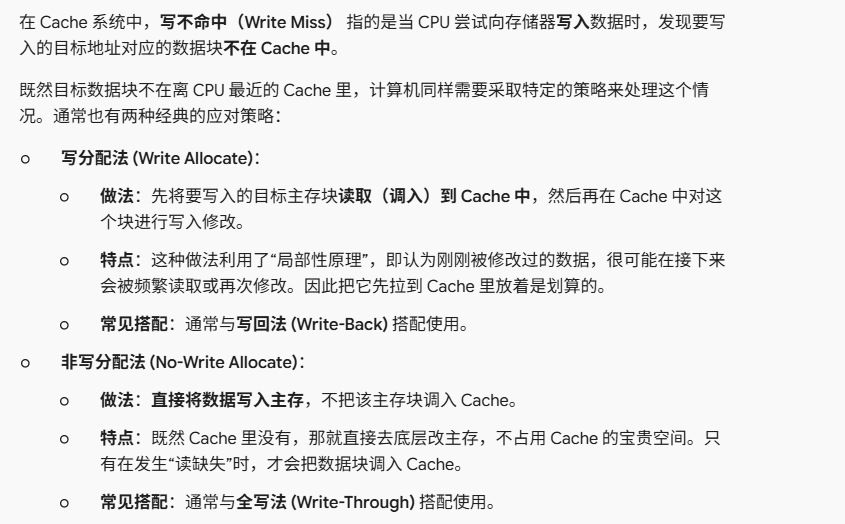 在 Cache 系统中，写不命中（Write Miss） 指的是当 CPU 尝试向存储器写入数据时，发现要写
入的目标地址对应的数据块不在 Cache 中。
既然目标数据块不在离 CPU 最近的 Cache 里，计算机同样需要采取特定的策略来处理这个情
况。通常也有两种经典的应对策略：
写分配法 (Write Allocate)：
做法：先将要写入的目标主存块读取（调入）到 Cache 中，然后再在 Cache 中对这
个块进行写入修改。
特点：这种做法利用了“局部性原理”，即认为刚刚被修改过的数据，很可能在接下来
会被频繁读取或再次修改。因此把它先拉到 Cache 里放着是划算的。
常见搭配：通常与写回法 (Write-Back) 搭配使用。
非写分配法 (No-Write Allocate)：
做法：直接将数据写入主存，不把该主存块调入 Cache。
特点：既然 Cache 里没有，那就直接去底层改主存，不占用 Cache 的宝贵空间。只
有在发生“读缺失”时，才会把数据块调入 Cache。
常见搭配：通常与全写法 (Write-Through) 搭配使用。